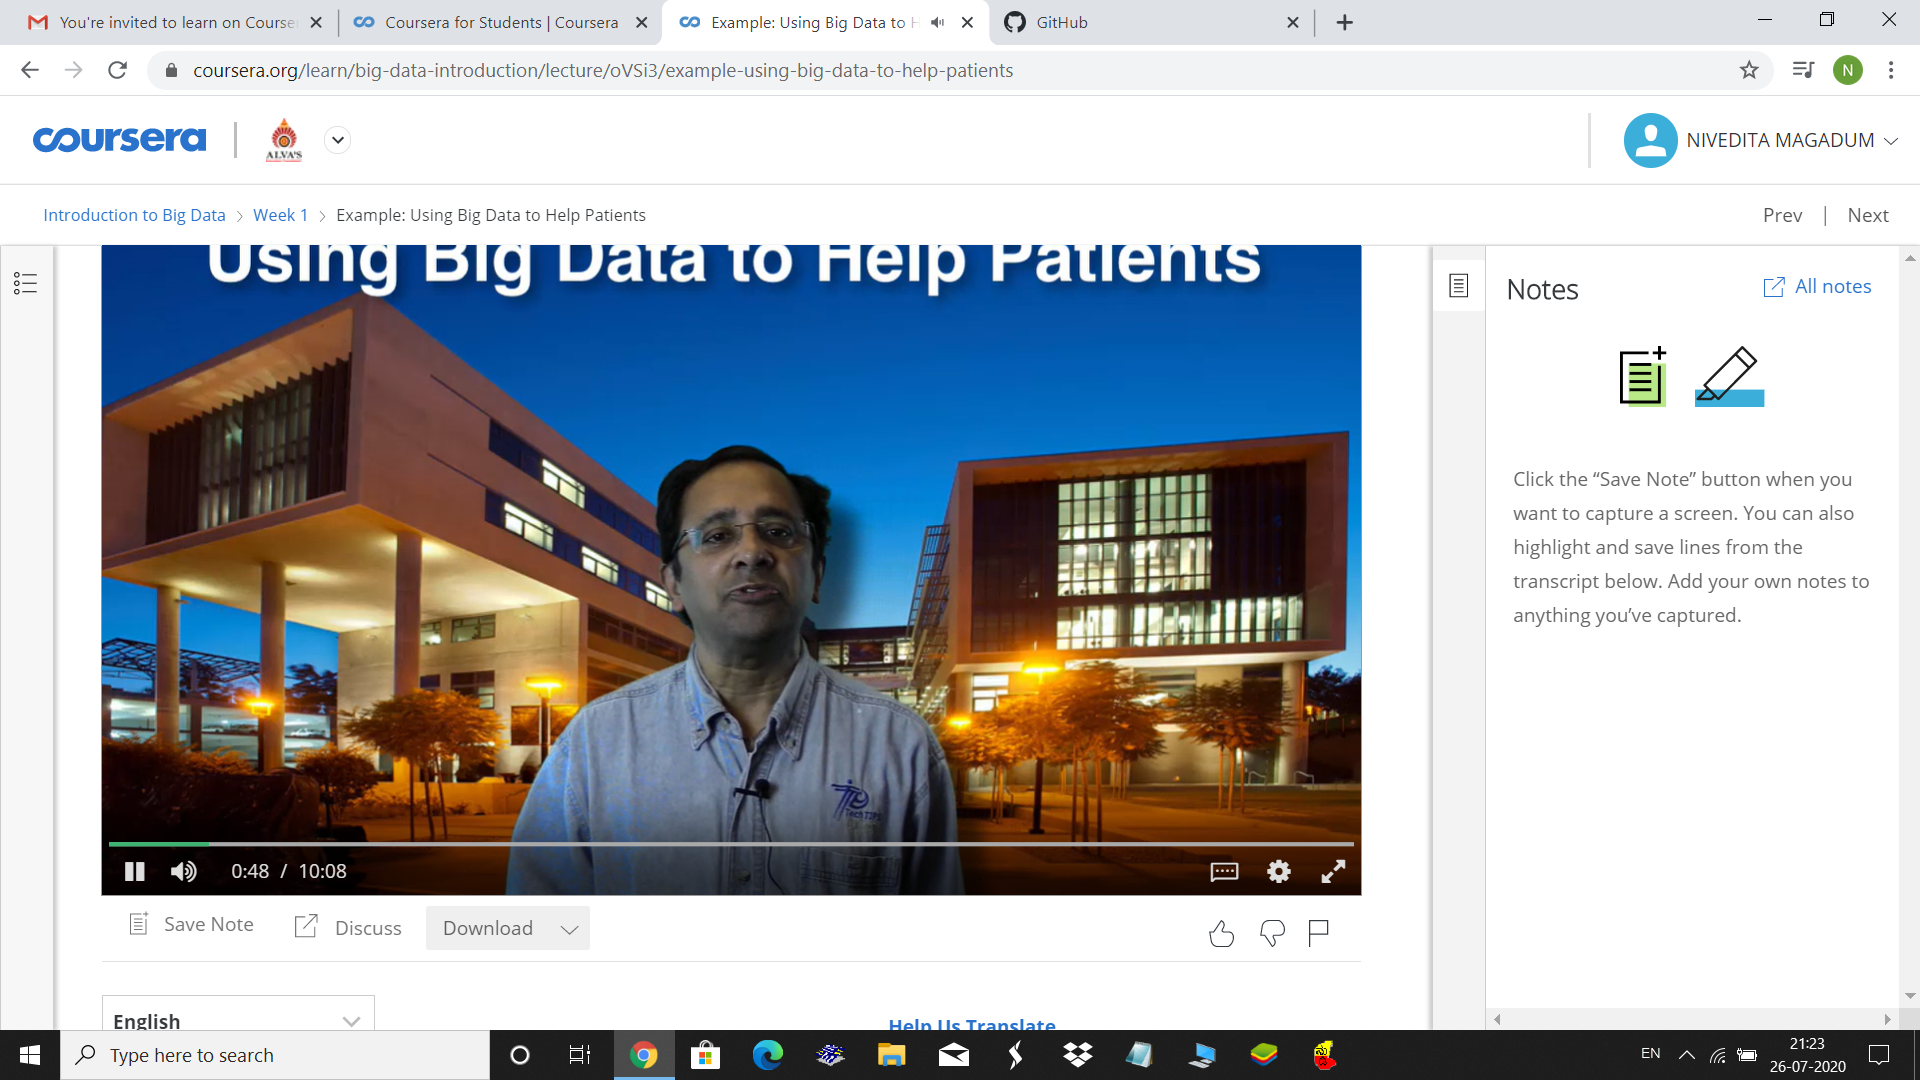 You're invited to learn on Course
Coursera for Students | Coursera
Example: Using Big Data to H
GitHub
coursera.org/learn/big-data-introduction/lecture/oVSi3/example-using-big-data-to-help-patients
N
coursera
ALVA'S
NIVEDITA MAGADUM
Introduction to Big Data > Week 1 > Example: Using Big Data to Help Patients
Prev | Next
Using Big Data to Help Patients
Notes
All notes
Click the “Save Note” button when you
want to capture a screen. You can also
highlight and save lines from the
transcript below. Add your own notes to
anything you’ve captured.
0:48 / 10:08
Save Note
Discuss
Download
English
Help Us Translate
Type here to search
EN
21:23
26-07-2020